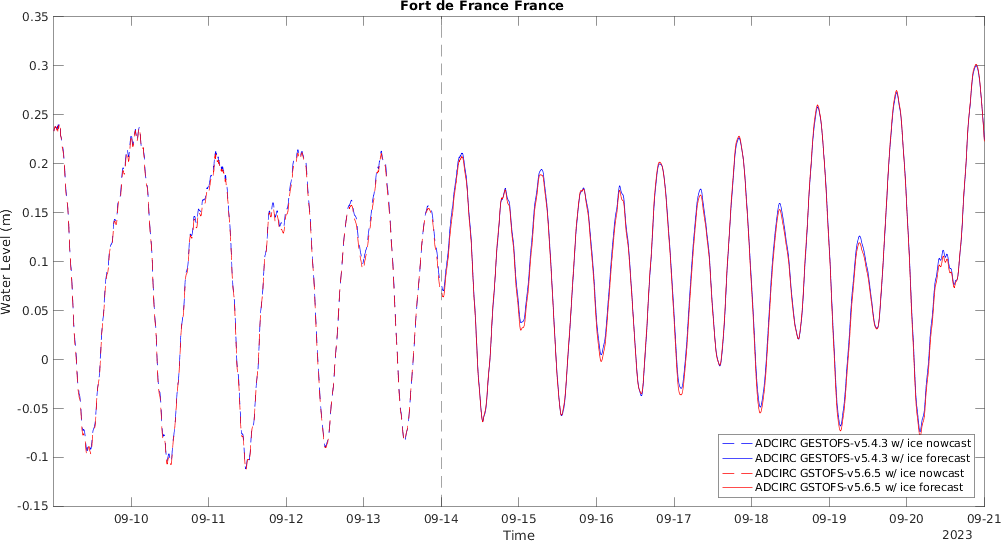 Fort de France France
0.35
0.3
0.25
0.2
0.15
0.1
0.05
0
-0.05
-0.1
-0.15
Water Level (m)
ADCIRC GESTOFS-v5.4.3 w/ ice nowcast
ADCIRC GESTOFS-v5.4.3 w/ ice forecast
ADCIRC GSTOFS-v5.6.5 w/ ice nowcast
ADCIRC GSTOFS-v5.6.5 w/ ice forecast
09-10 09-11 09-12 09-13 09-14 09-15 09-16 09-17 09-18 09-19 09-20 09-21
Time
2023